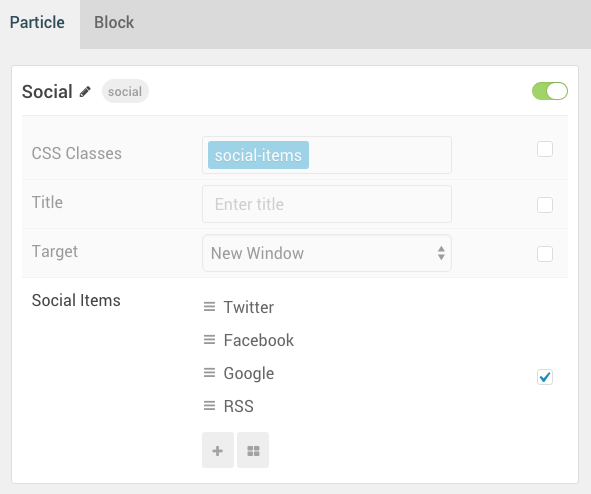 Particle Block
Social social
CSS Classes social-items
Title Enter title
Target New Window
Social Items Twitter
Facebook
Google
RSS